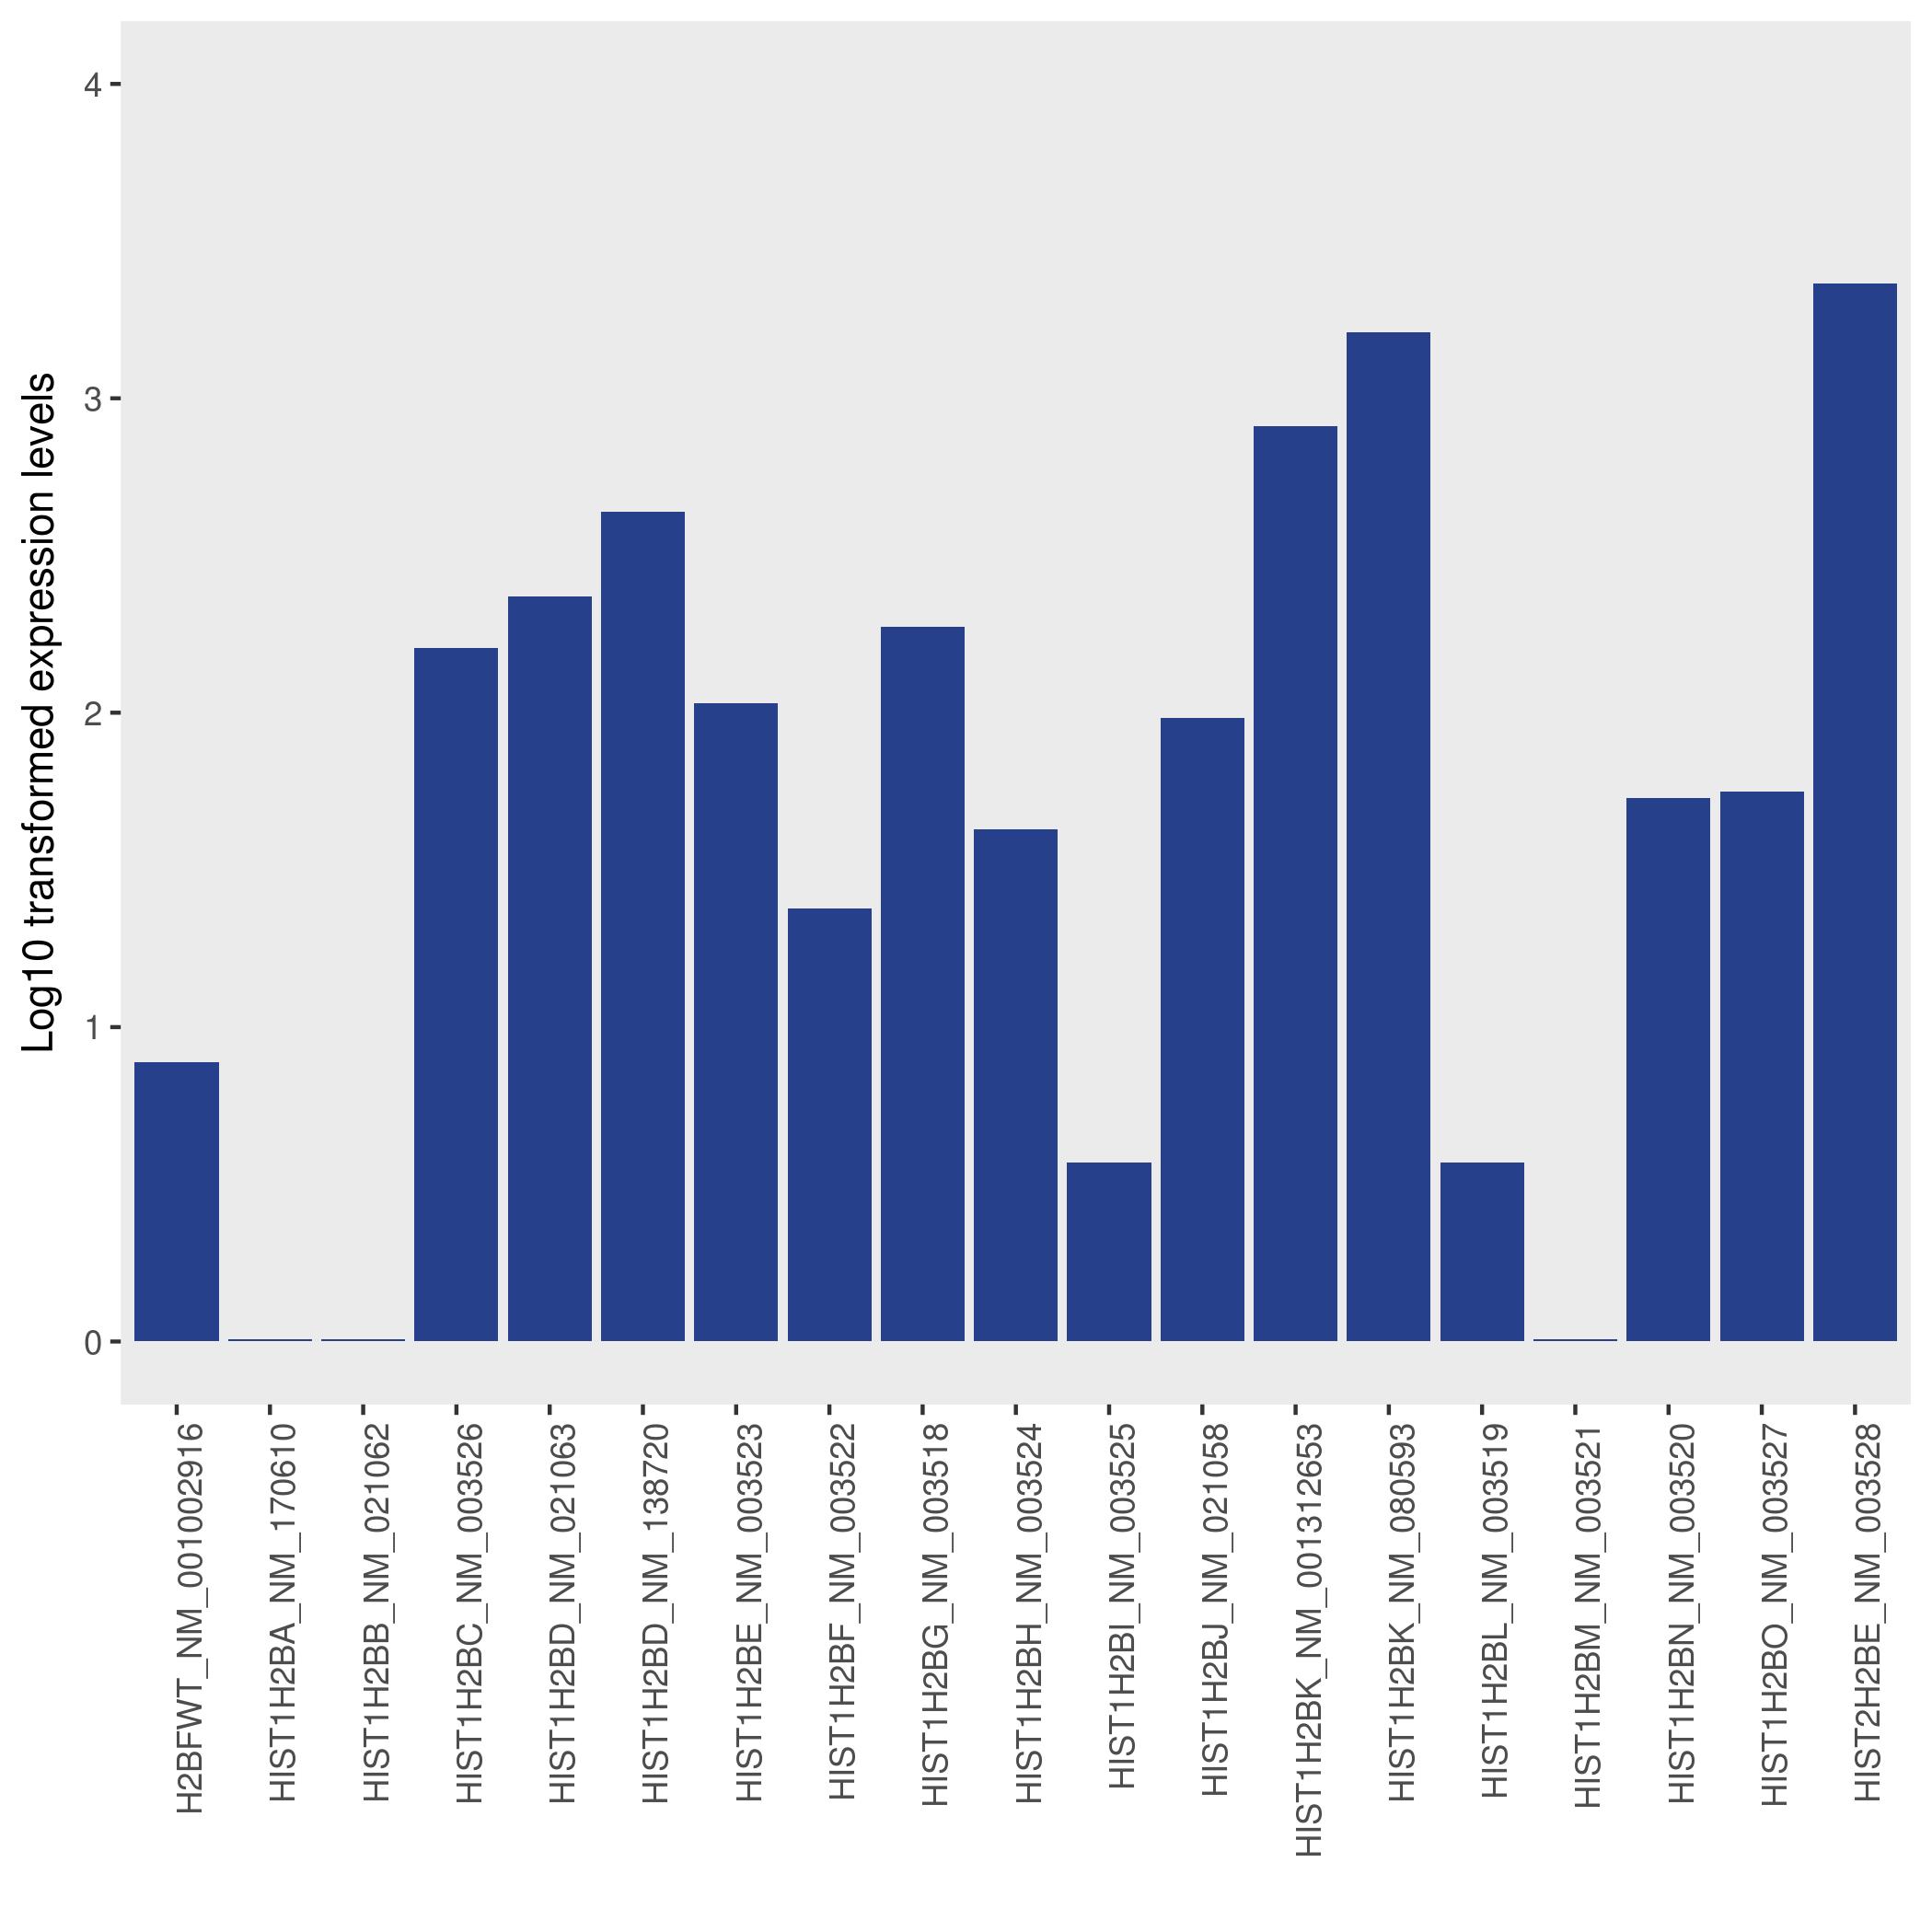 Log10 transformed expression levels
4
3
2
1
0
H2BFWT_NM_001002916
HIST1H2BA_NM_170610
HIST1H2BB_NM_021062
HIST1H2BC_NM_003526
HIST1H2BD_NM_021063
HIST1H2BD_NM_138720
HIST1H2BE_NM_003523
HIST1H2BF_NM_003522
HIST1H2BG_NM_003518
HIST1H2BH_NM_003524
HIST1H2BI_NM_003525
HIST1H2BJ_NM_021058
HIST1H2BK_NM_001312653
HIST1H2BK_NM_080593
HIST1H2BL_NM_003519
HIST1H2BM_NM_003521
HIST1H2BN_NM_003520
HIST1H2BO_NM_003527
HIST2H2BE_NM_003528